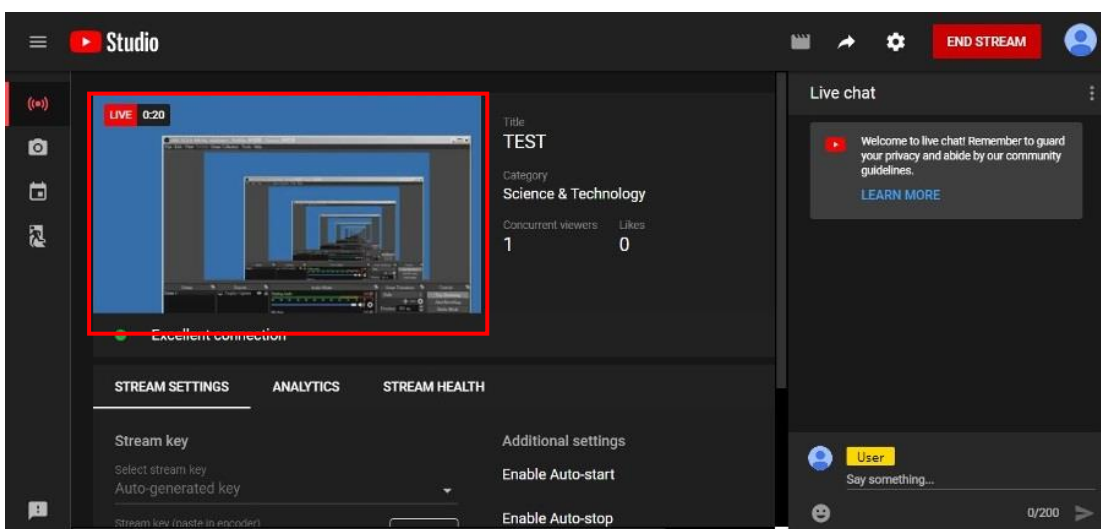 Studio
END STREAM
LIVE 0:20
Title
TEST
Category
Science & Technology
Concurrent viewers Likes
1 0
Excellent connection
STREAM SETTINGS ANALYTICS STREAM HEALTH
Stream key
Select stream key
Auto-generated key
Stream key (paste in encoder)
Additional settings
Enable Auto-start
Enable Auto-stop
Live chat
Welcome to live chat! Remember to guard
your privacy and abide by our community
guidelines.
LEARN MORE
User
Say something...
0/200